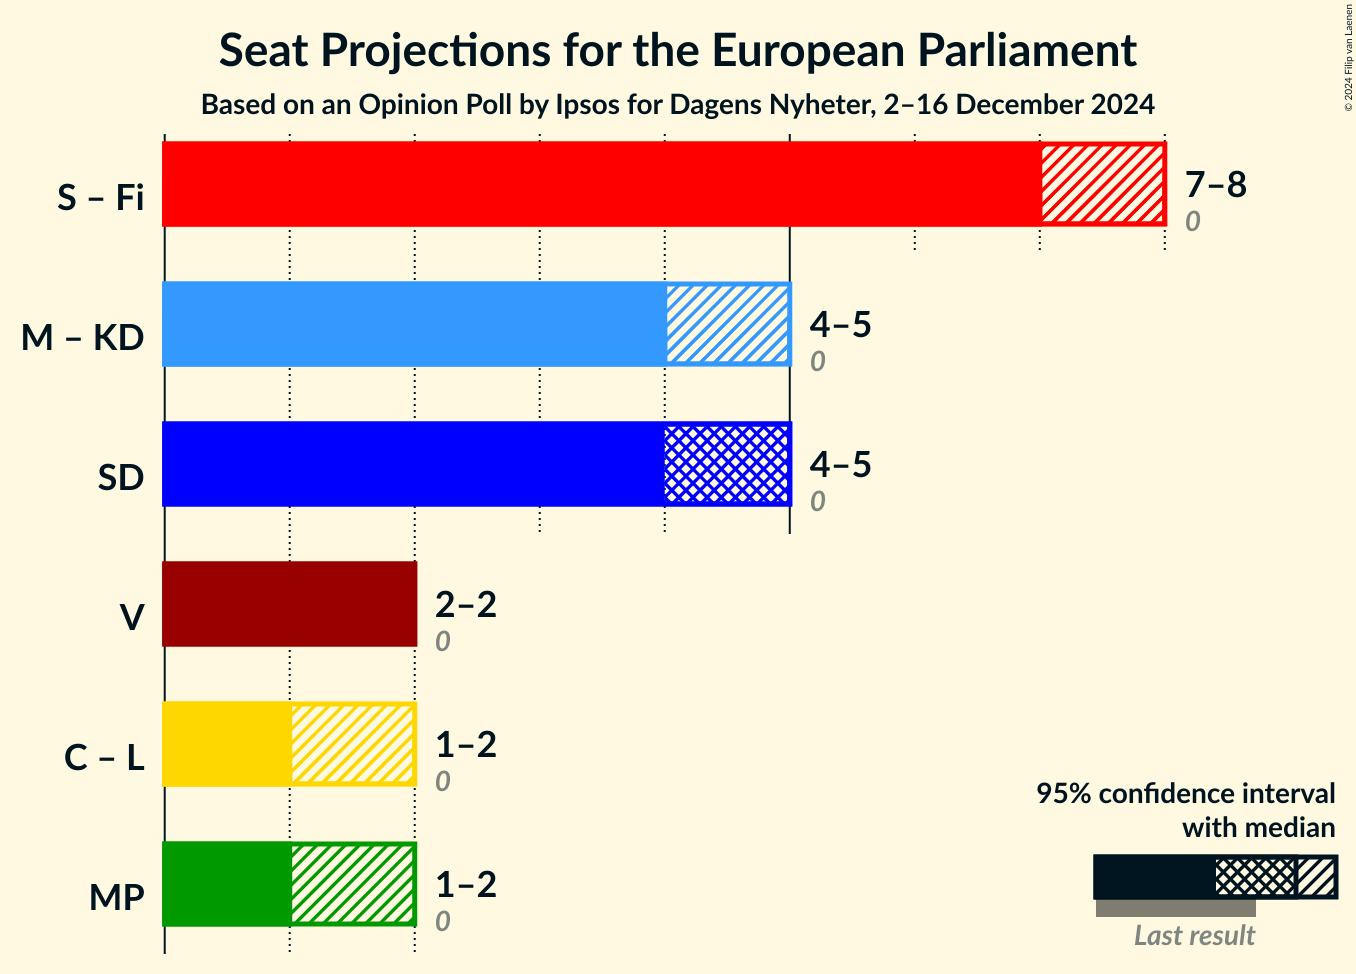 Seat Projections for the European Parliament
Based on an Opinion Poll by Ipsos for Dagens Nyheter, 2–16 December 2024
© 2024 Filip van Laenen
S – Fi
7–8
0
M – KD
4–5
0
SD
4–5
0
V
2–2
0
C – L
1–2
0
MP
1–2
0
95% confidence interval
with median
Last result